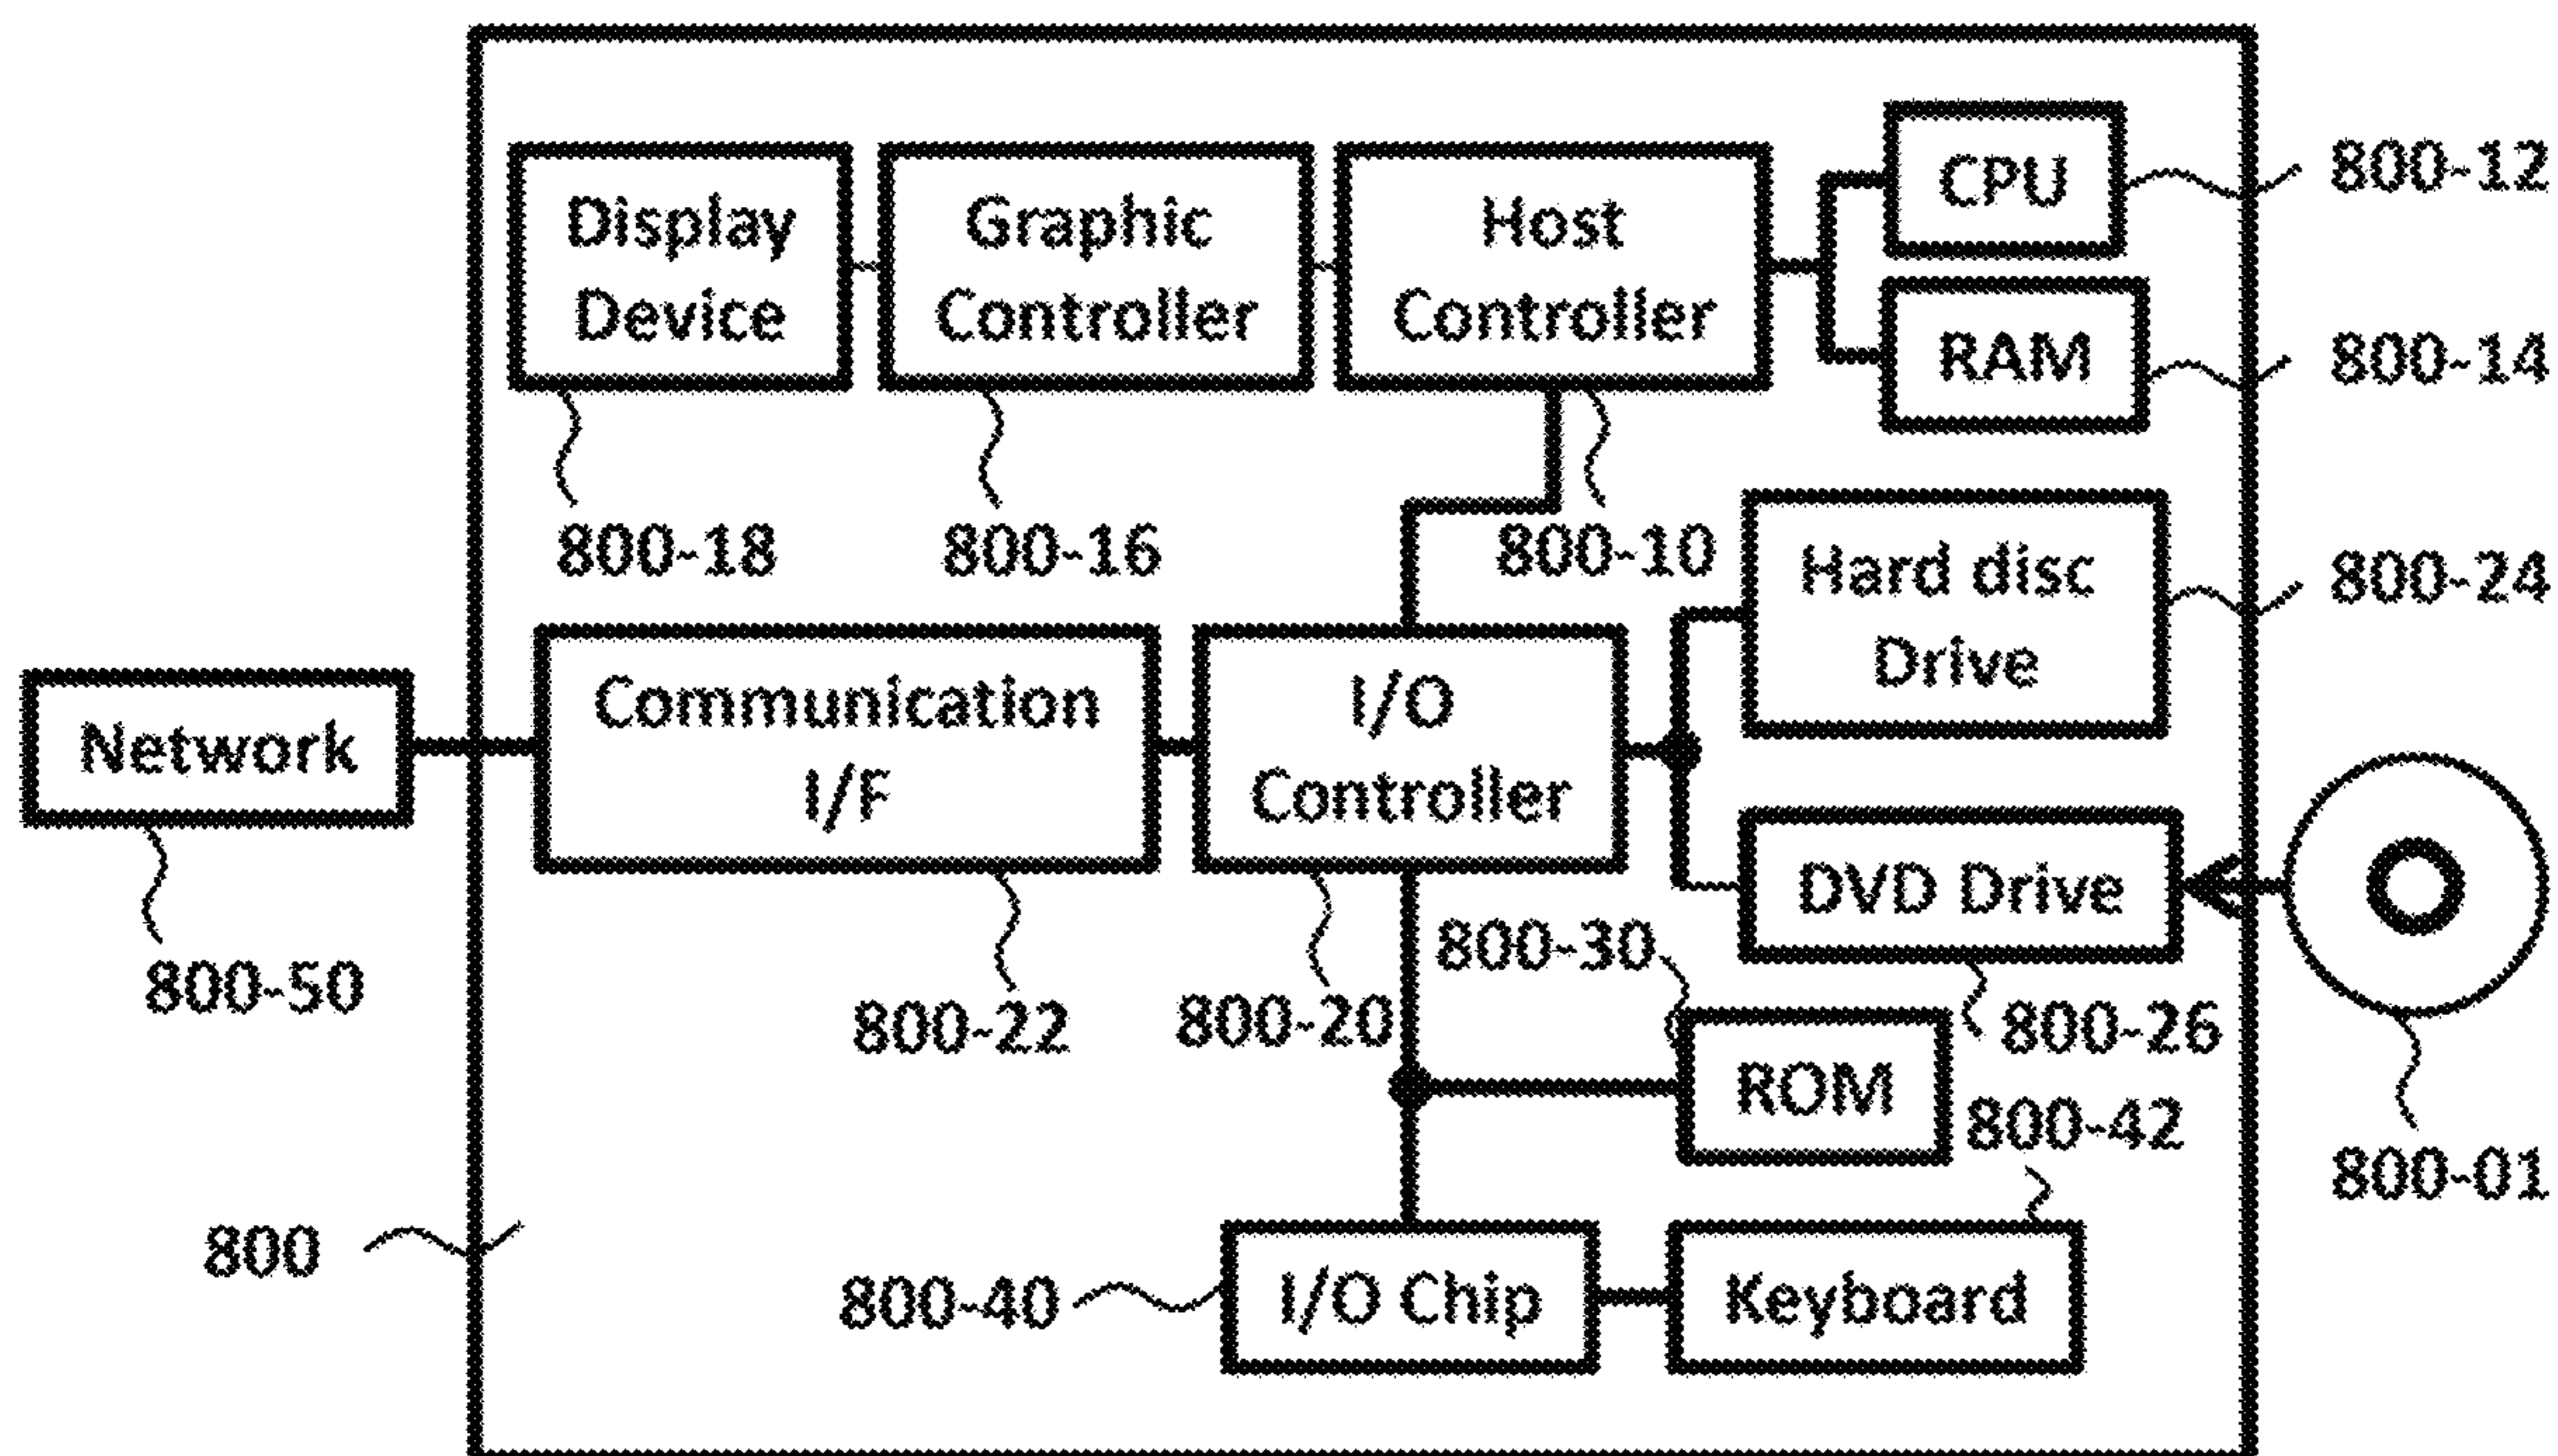 CPU
800-12
Display
Device
Graphic
Controller
Host
Controller
RAM
800-14
800-18
800-16
800-10
Hard disc
Drive
800-24
Network
Communication
I/F
I/O
Controller
DVD Drive
800-30
800-50
800-22
800-20
800-26
ROM
800-42
800-01
800
800-40
I/O Chip
Keyboard